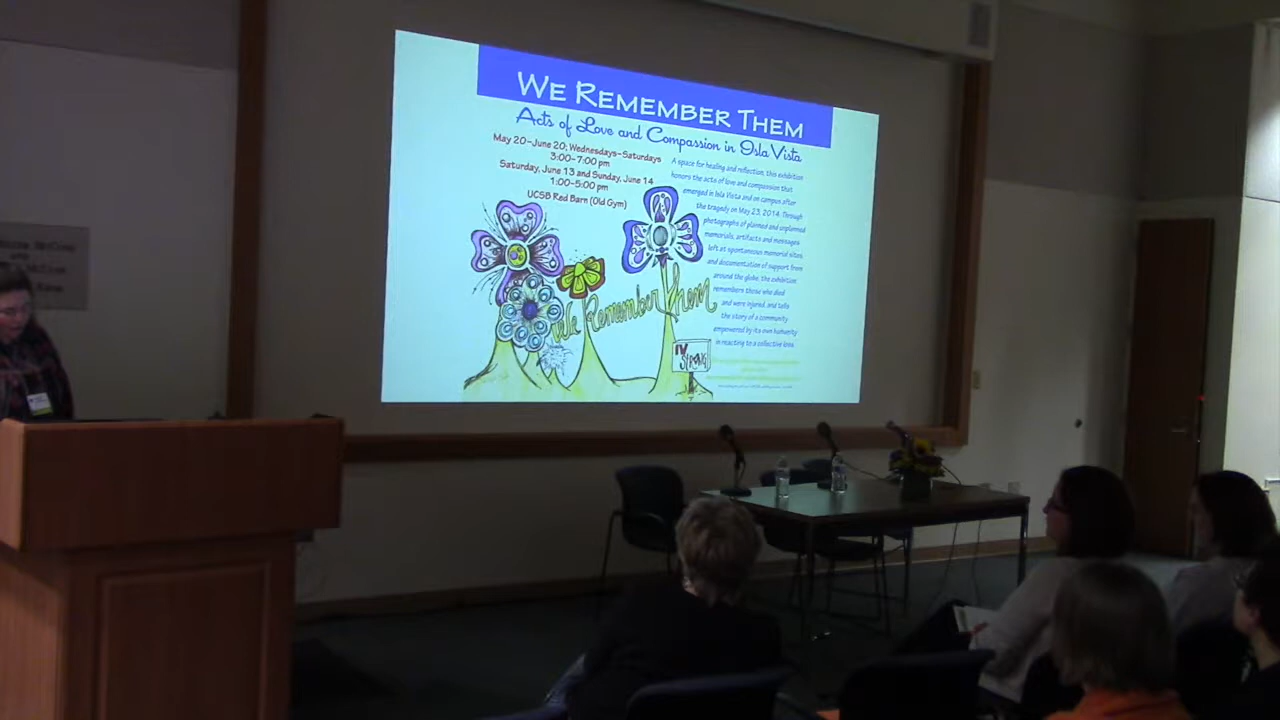 WE REMEMBER THEM
Acts of Love and Compassion in Isla Vista
May 20–June 20; Wednesdays–Saturdays
3:00–7:00 pm
Saturday, June 13 and Sunday, June 14
1:00–5:00 pm
UCSB Red Barn (Old Gym)
A space for healing and reflection, this exhibition
honors the acts of love and compassion that
emerged in Isla Vista and on campus after
the tragedy on May 23, 2014. Through
photographs of planned and unplanned
memorials, artifacts and messages
left at spontaneous memorial sites
and documentation of support from
around the globe, the exhibition
remembers those who died
and were injured, and tells
the story of a community
empowered by its own humanity
in reacting to a collective loss.
We Remember Them
IV
STRONG